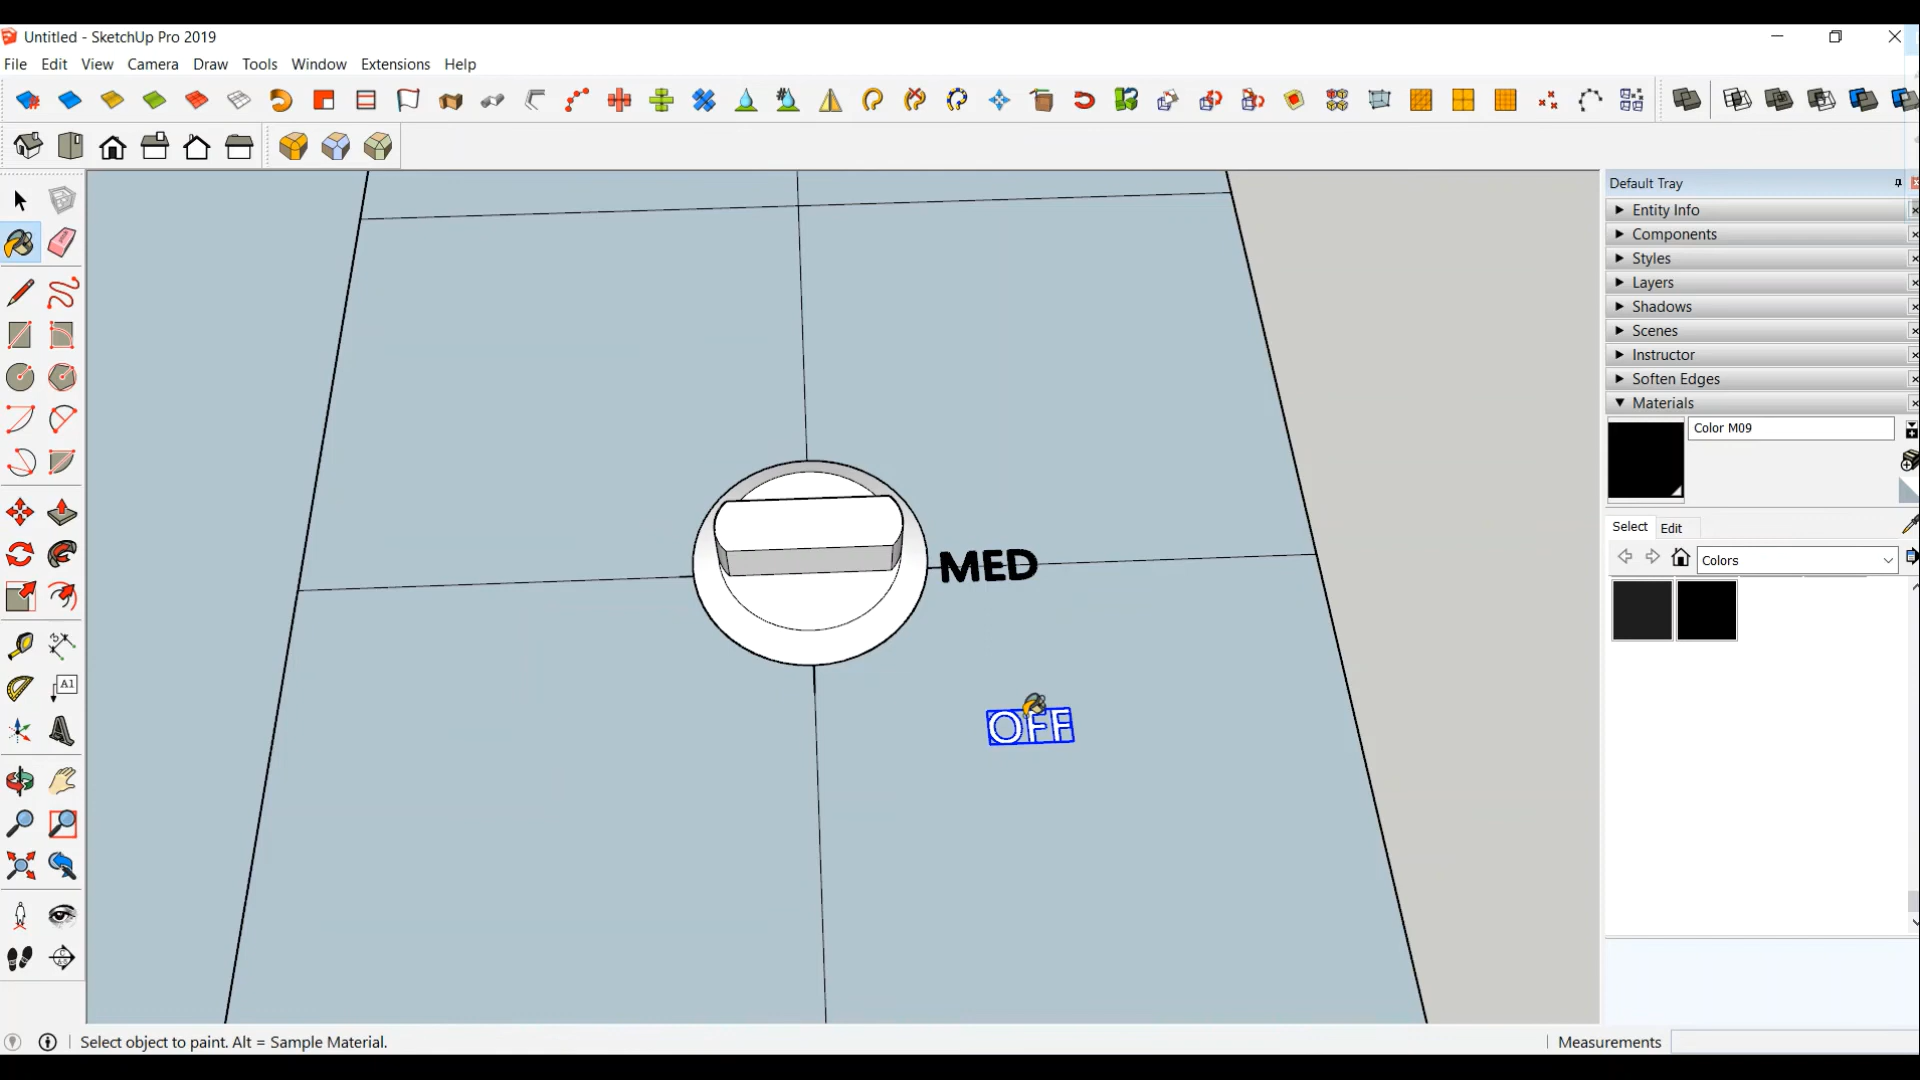 Untitled - SketchUp Pro 2019
File Edit View Camera Draw Tools Window Extensions Help
Default Tray
Entity Info
Components
Styles
Layers
Shadows
Scenes
Instructor
Soften Edges
Materials
Color M09
Select Edit
Colors
A1
MED
OFF
Select object to paint. Alt = Sample Material.
Measurements